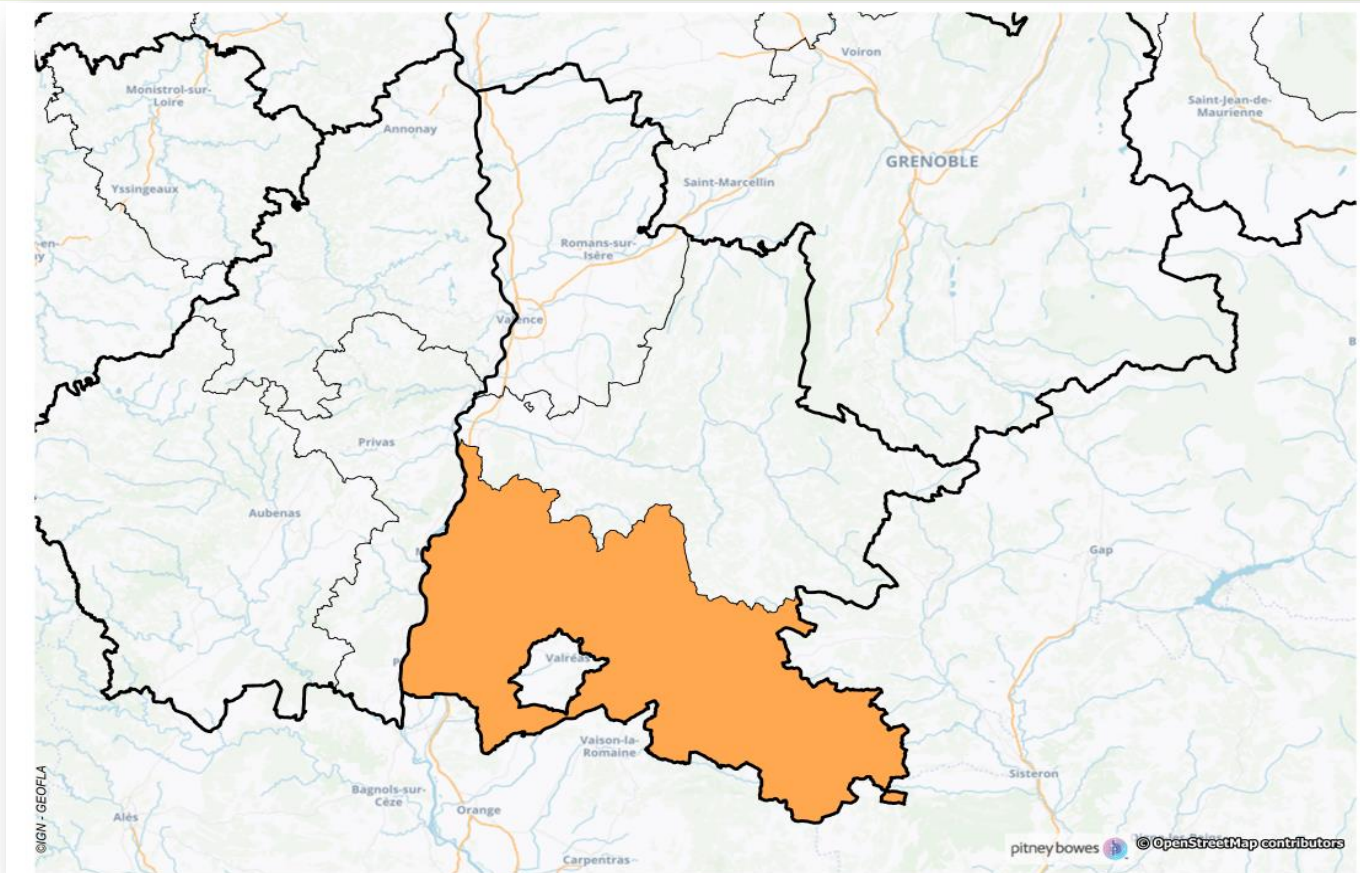 Voiron
Monistrol-sur-
Loire
Saint-Jean-de-
Maurienne
Annonay
GRENOBLE
Yssingeaux
Saint-Marcellin
en-
Romans-sur-
Isère
Valence
Privas
Aubenas
Gap
Valréas
Vaison-la-
Romaine
Sisteron
Bagnols-sur-
Cèze
Orange
Alès
Carpentras
©IGN - GEOFLA
pitney bowes
© OpenStreetMap contributors